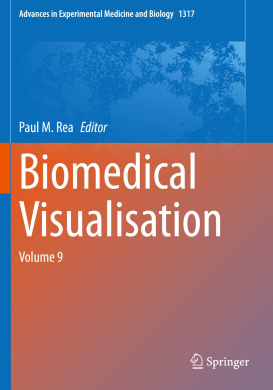 Advances in Experimental Medicine and Biology 1317
Paul M. Rea Editor
Biomedical
Visualisation
Volume 9
Springer